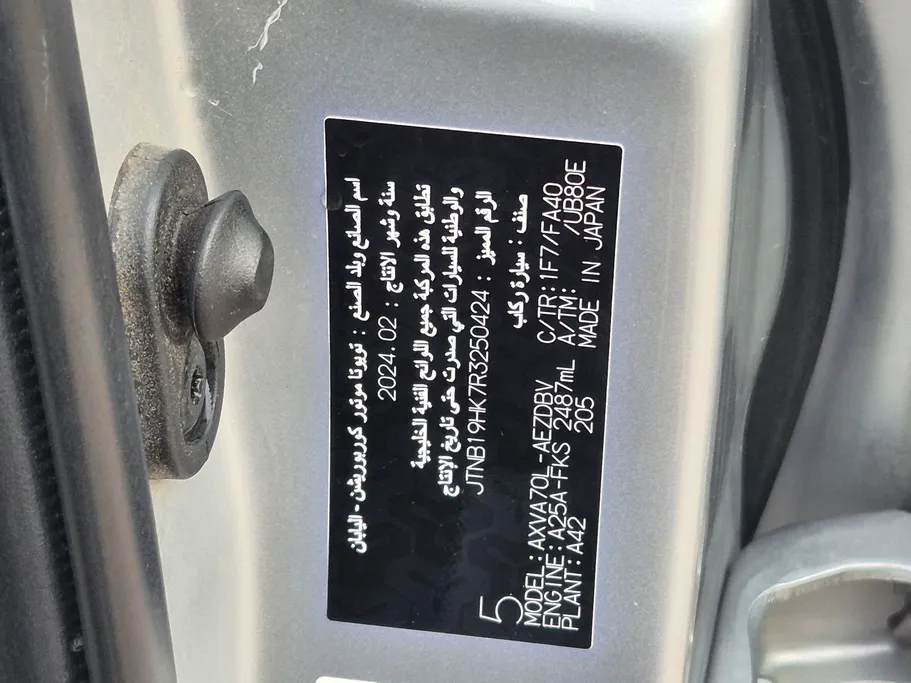 اسم الصانع وبلد الصنع : تويوتا موتور كوربوريشن - اليابان
سنة وشهر الانتاج : 2024.02
تطابق هذه المركبة جميع اللوائح الفنية الخليجية
والوطنية للسيارات التي صدرت حتى تاريخ الإنتاج
الرقم المميز : JTNB19HK7R3250424
صنف : سيارة ركاب
5
MODEL:AXVA70L-AEZDBV C/TR:1F7/FA40
ENGINE:A25A-FKS 2487mL A/TM: /UB80E
PLANT:A42 205 MADE IN JAPAN